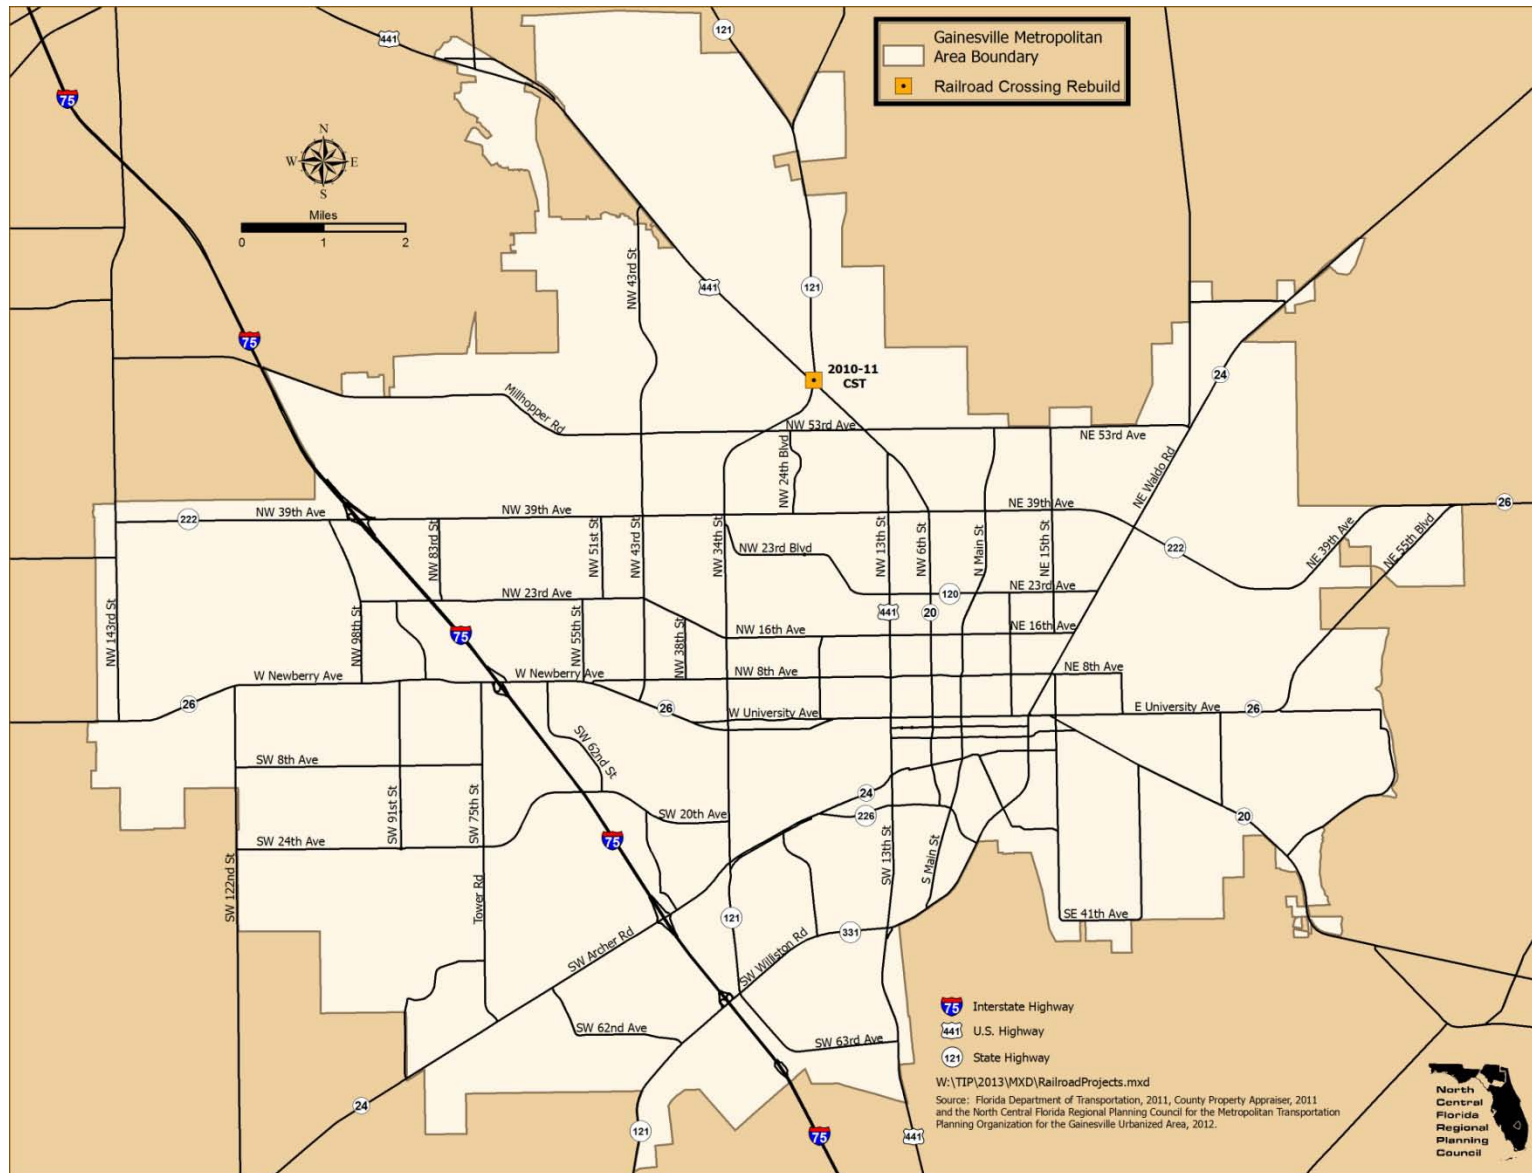 441
121
Gainesville Metropolitan
Area Boundary
Railroad Crossing Rebuild
75
N
W E
S
Miles
0 1 2
NW 43rd St
441
121
75
2010-11
CST
24
Millhopper Rd
NW 53rd Ave
NE 53rd Ave
NW 24th Blvd
NE Waldo Rd
26
222
NW 39th Ave
NW 39th Ave
NE 39th Ave
NE 39th Ave
NE 55th Blvd
222
NW 83rd St
NW 51st St
NW 43rd St
NW 34th St
NW 23rd Blvd
NW 13th St
NW 6th St
N Main St
NE 15th St
NW 23rd Ave
120
NE 23rd Ave
441
20
NW 143rd St
NW 98th St
75
NW 55th St
NW 38th St
NW 16th Ave
NE 16th Ave
W Newberry Ave
W Newberry Ave
NW 8th Ave
NE 8th Ave
26
26
W University Ave
E University Ave
26
SW 8th Ave
SW 62nd St
SW 91st St
SW 75th St
24
226
SW 20th Ave
20
SW 24th Ave
75
SW 13th St
S Main St
SW 122nd St
Tower Rd
121
SE 41th Ave
SW Archer Rd
SW Williston Rd
331
SW 62nd Ave
SW 63rd Ave
24
121
75
441
75 Interstate Highway
441 U.S. Highway
121 State Highway
W:\TIP\2013\MXD\RailroadProjects.mxd
Source: Florida Department of Transportation, 2011, County Property Appraiser, 2011
and the North Central Florida Regional Planning Council for the Metropolitan Transportation
Planning Organization for the Gainesville Urbanized Area, 2012.
North
Central
Florida
Regional
Planning
Council